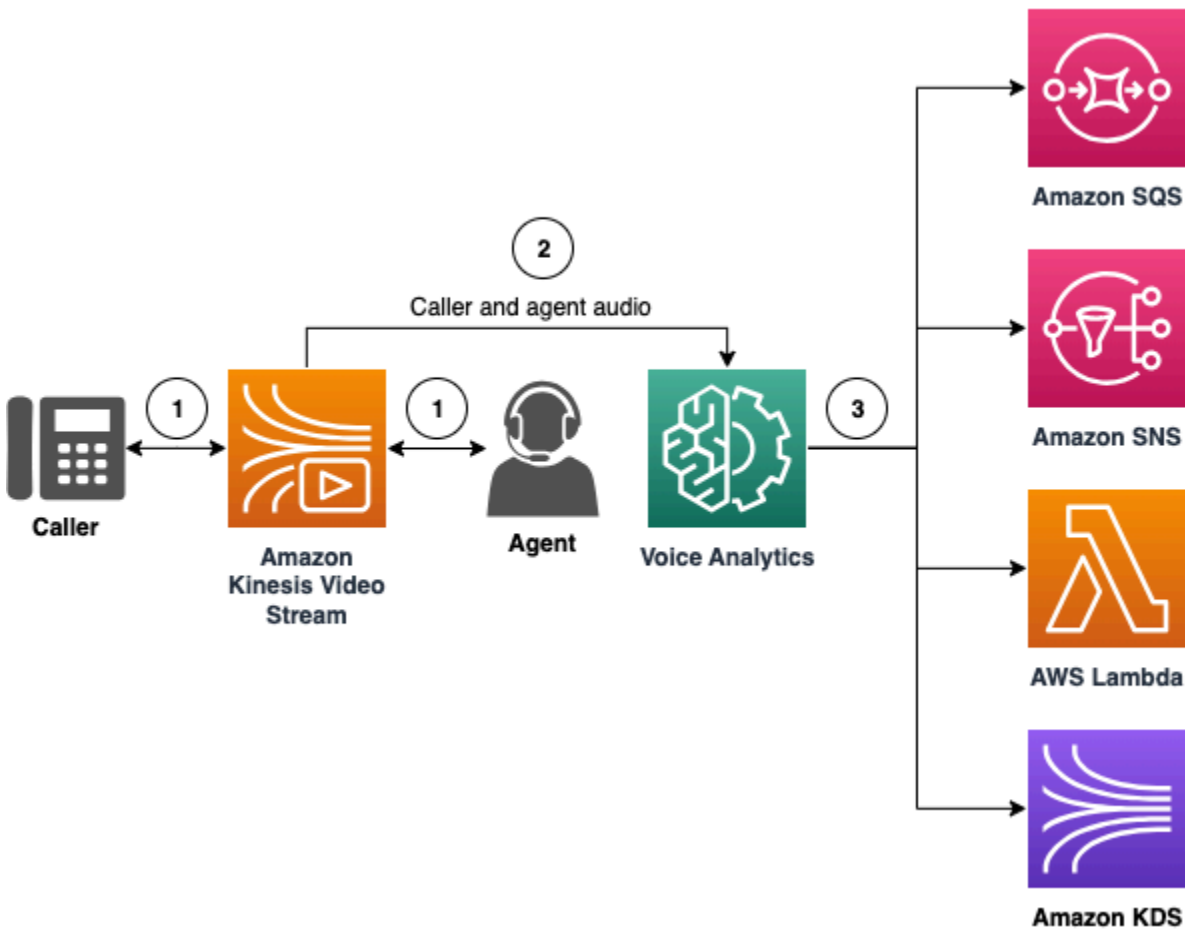 Amazon SQS
2
Caller and agent audio
1
1
3
Amazon SNS
Caller
Amazon
Kinesis Video
Stream
Agent
Voice Analytics
AWS Lambda
Amazon KDS